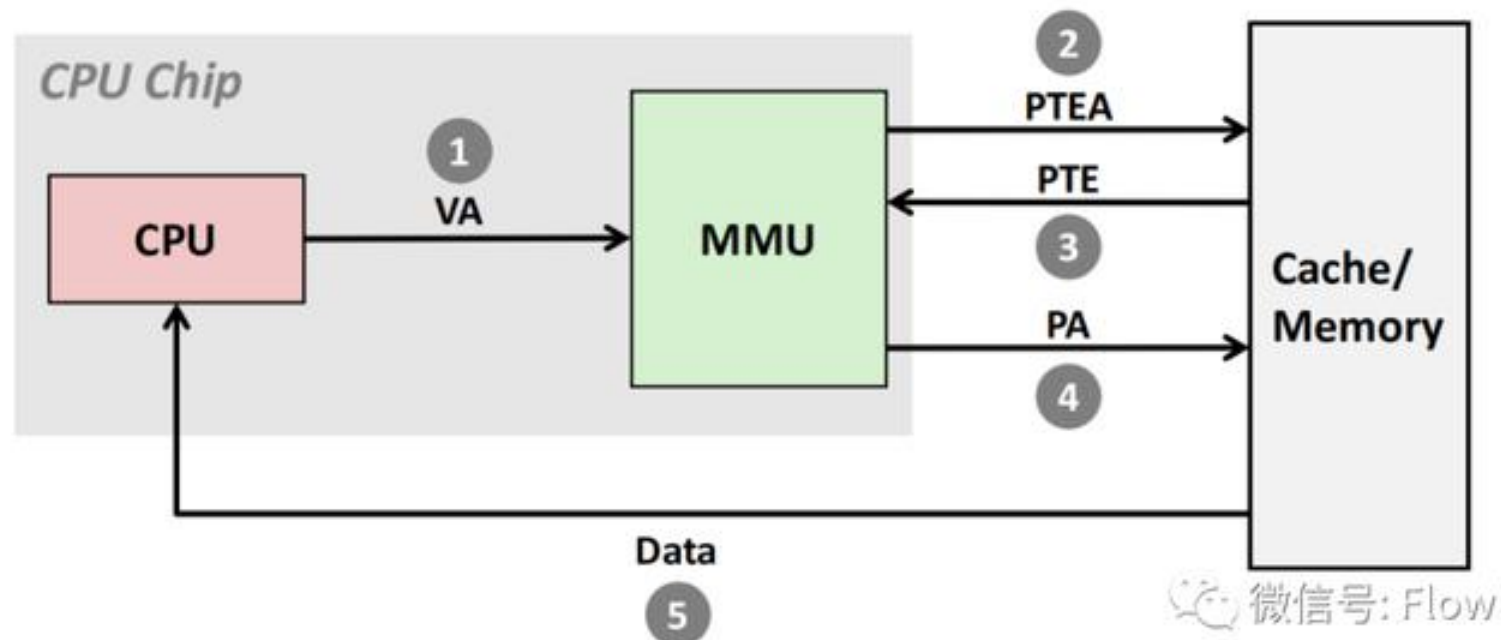 CPU Chip
2
PTEA
1
VA
CPU
MMU
PTE
3
PA
4
Cache/
Memory
Data
5
微信号: Flow